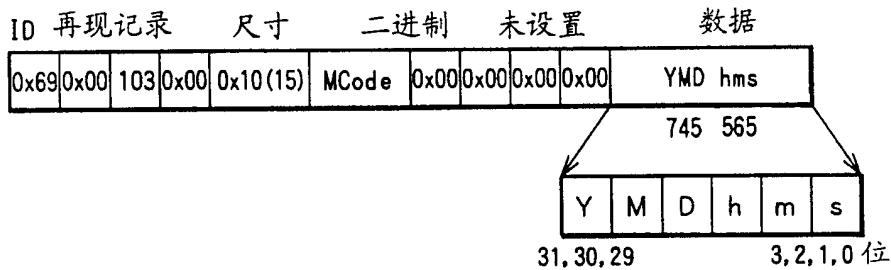 ID 再现记录 尺寸 二进制 未设置 数据
0x69 0x00 103 0x00 0x10(15) MCode 0x00 0x00 0x00 0x00 YMD hms
745 565
Y M D h m s
31,30,29 3,2,1,0 位